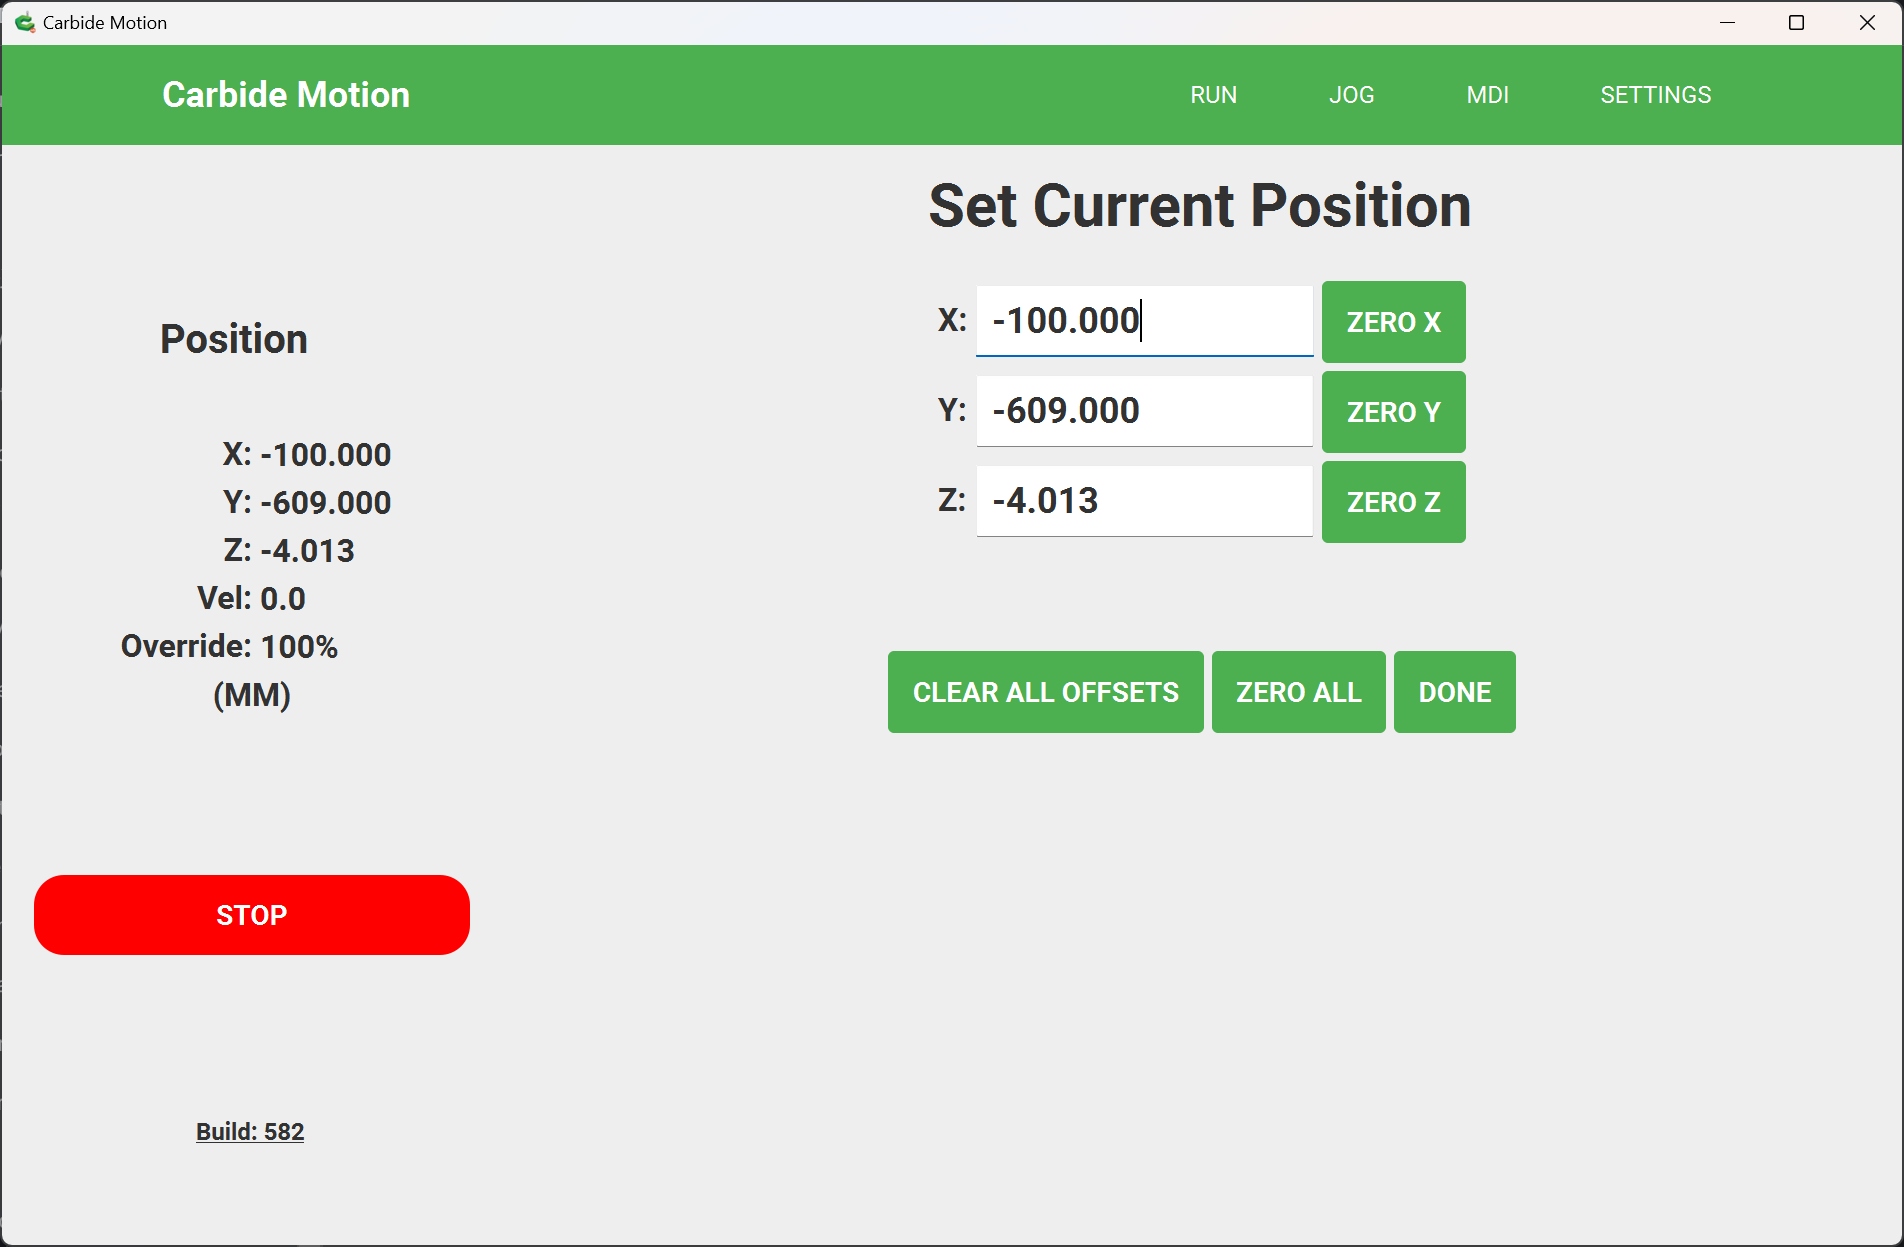 Carbide Motion
Carbide Motion
RUN
JOG
MDI
SETTINGS
Position
X: -100.000
Y: -609.000
Z: -4.013
Vel: 0.0
Override: 100%
(MM)
STOP
Build: 582
Set Current Position
X: -100.000 ZERO X
Y: -609.000 ZERO Y
Z: -4.013 ZERO Z
CLEAR ALL OFFSETS
ZERO ALL
DONE